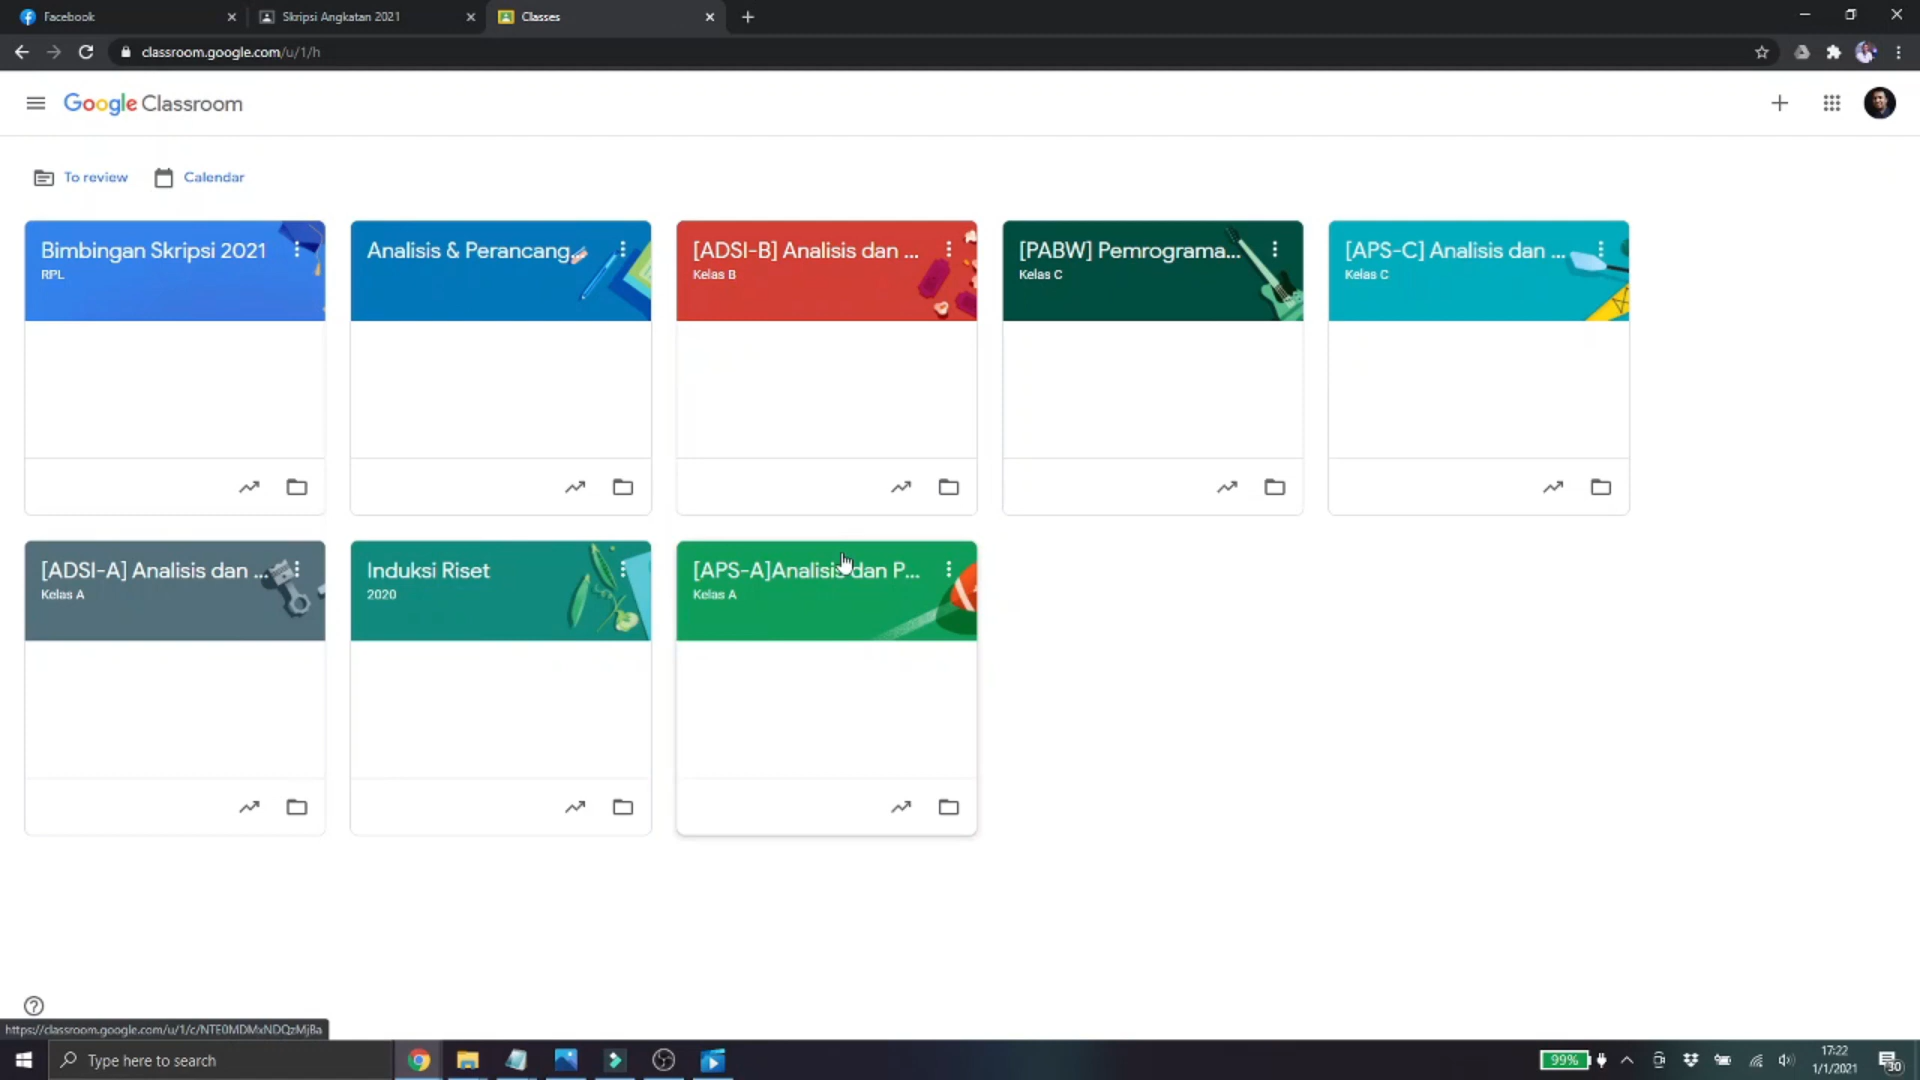 Facebook
Skripsi Angkatan 2021
Classes
classroom.google.com/u/1/h
Google Classroom
To review
Calendar
Bimbingan Skripsi 2021
RPL
Analisis & Perancang...
[ADSI-B] Analisis dan ...
Kelas B
[PABW] Pemrograma...
Kelas C
[APS-C] Analisis dan ...
Kelas C
[ADSI-A] Analisis dan ...
Kelas A
Induksi Riset
2020
[APS-A]Analisis dan P...
Kelas A
https://classroom.google.com/u/1/c/NTE0MDMxNDQzMjBa
Type here to search
99%
17:22
1/1/2021
30